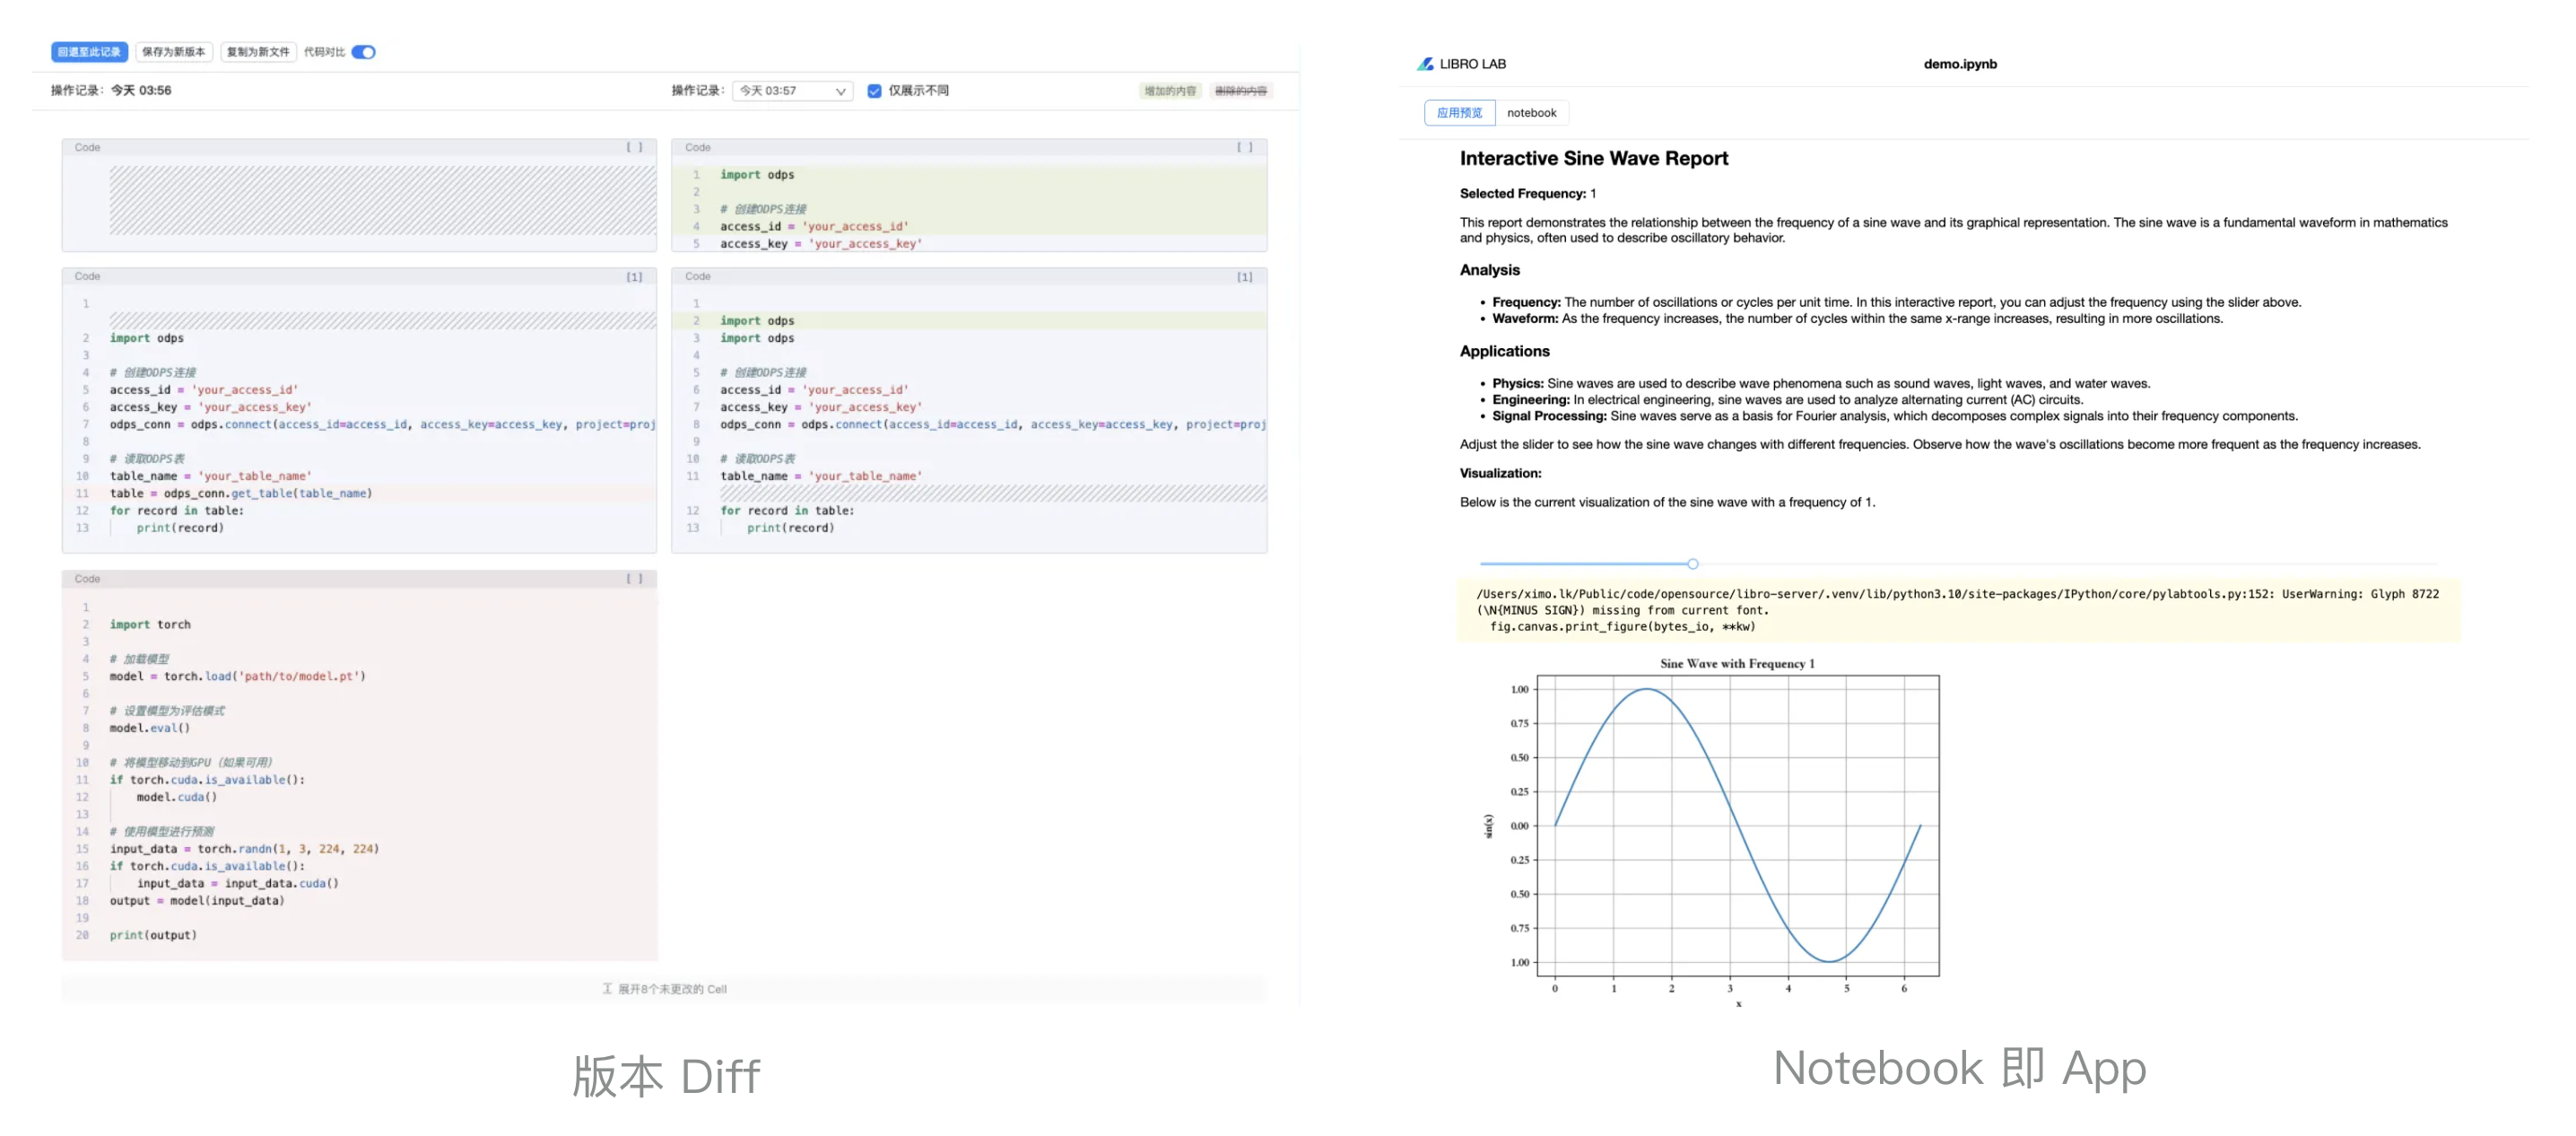 回退至此记录 保存为新版本 复制为新文件 代码对比
操作记录：今天 03:56
操作记录： 今天 03:57 仅展示不同 增加的内容 删除的内容
Code [ ]
Code [ ]
1 import odps
2
3 # 创建ODPS连接
4 access_id = 'your_access_id'
5 access_key = 'your_access_key'
Code [1]
1
2 import odps
3
4 # 创建ODPS连接
5 access_id = 'your_access_id'
6 access_key = 'your_access_key'
7 odps_conn = odps.connect(access_id=access_id, access_key=access_key, project=proj
8
9 # 读取ODPS表
10 table_name = 'your_table_name'
11 table = odps_conn.get_table(table_name)
12 for record in table:
13 print(record)
Code [1]
1
2 import odps
3 import odps
4
5 # 创建ODPS连接
6 access_id = 'your_access_id'
7 access_key = 'your_access_key'
8 odps_conn = odps.connect(access_id=access_id, access_key=access_key, project=proj
9
10 # 读取ODPS表
11 table_name = 'your_table_name'
12 for record in table:
13 print(record)
Code [ ]
1
2 import torch
3
4 # 加载模型
5 model = torch.load('path/to/model.pt')
6
7 # 设置模型为评估模式
8 model.eval()
9
10 # 将模型移动到GPU（如果可用）
11 if torch.cuda.is_available():
12 model.cuda()
13
14 # 使用模型进行预测
15 input_data = torch.randn(1, 3, 224, 224)
16 if torch.cuda.is_available():
17 input_data = input_data.cuda()
18 output = model(input_data)
19
20 print(output)
展开8个未更改的 Cell
版本 Diff
LIBRO LAB
demo.ipynb
应用预览 notebook
Interactive Sine Wave Report
Selected Frequency: 1
This report demonstrates the relationship between the frequency of a sine wave and its graphical representation. The sine wave is a fundamental waveform in mathematics
and physics, often used to describe oscillatory behavior.
Analysis
• Frequency: The number of oscillations or cycles per unit time. In this interactive report, you can adjust the frequency using the slider above.
• Waveform: As the frequency increases, the number of cycles within the same x-range increases, resulting in more oscillations.
Applications
• Physics: Sine waves are used to describe wave phenomena such as sound waves, light waves, and water waves.
• Engineering: In electrical engineering, sine waves are used to analyze alternating current (AC) circuits.
• Signal Processing: Sine waves serve as a basis for Fourier analysis, which decomposes complex signals into their frequency components.
Adjust the slider to see how the sine wave changes with different frequencies. Observe how the wave's oscillations become more frequent as the frequency increases.
Visualization:
Below is the current visualization of the sine wave with a frequency of 1.
/Users/ximo.lk/Public/code/opensource/libro-server/.venv/lib/python3.10/site-packages/IPython/core/pylabtools.py:152: UserWarning: Glyph 8722
(\N{MINUS SIGN}) missing from current font.
fig.canvas.print_figure(bytes_io, **kw)
Sine Wave with Frequency 1
1.00
0.75
0.50
0.25
0.00
0.25
0.50
0.75
1.00
sin(x)
0 1 2 3 4 5 6
x
Notebook 即 App